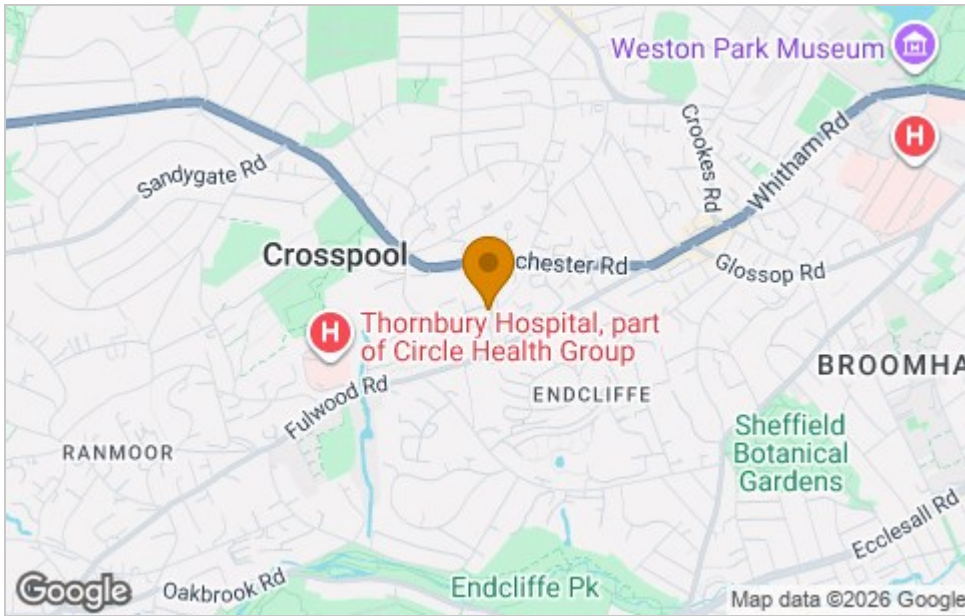 Weston Park Museum
H
Crookes Rd
Whitham Rd
Sandygate Rd
Crosspool
chester Rd
Glossop Rd
H
Thornbury Hospital, part
of Circle Health Group
BROOMHA
ENDCLIFFE
Fulwood Rd
RANMOOR
Sheffield
Botanical
Gardens
Ecclesall Rd
Oakbrook Rd
Endcliffe Pk
Google
Map data ©2026 Google